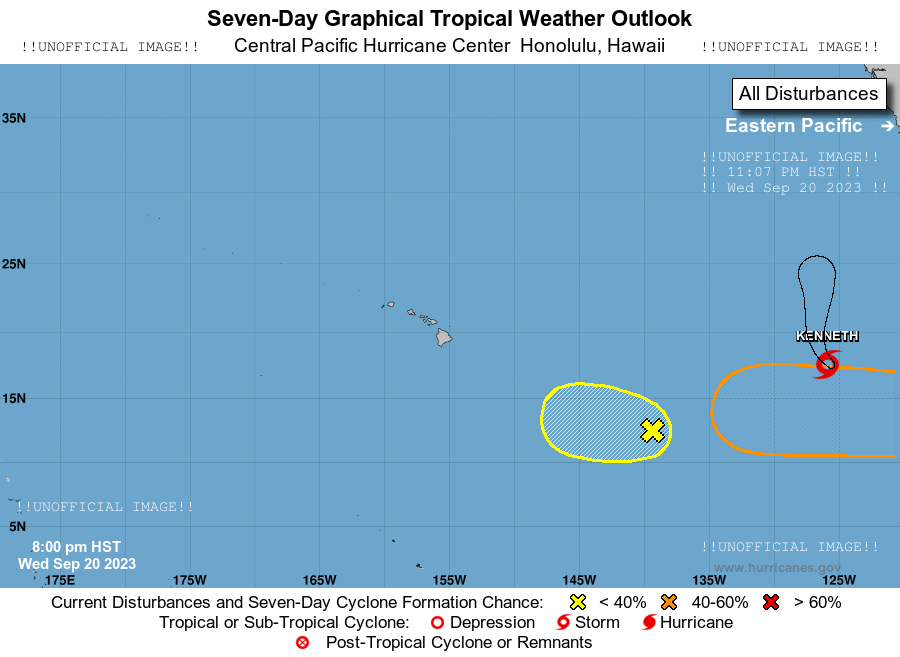 Seven-Day Graphical Tropical Weather Outlook
!!UNOFFICIAL IMAGE!! Central Pacific Hurricane Center Honolulu, Hawaii !!UNOFFICIAL IMAGE!!
All Disturbances
35N
Eastern Pacific ➔
!!UNOFFICIAL IMAGE!!
!! 11:07 PM HST !!
!! Wed Sep 20 2023 !!
25N
KENNETH
15N
!!UNOFFICIAL IMAGE!!
5N
8:00 pm HST
!!UNOFFICIAL IMAGE!!
Wed Sep 20 2023
www.hurricanes.gov
175E 175W 165W 155W 145W 135W 125W
Current Disturbances and Seven-Day Cyclone Formation Chance: < 40% 40-60% > 60%
Tropical or Sub-Tropical Cyclone: Depression Storm Hurricane
Post-Tropical Cyclone or Remnants